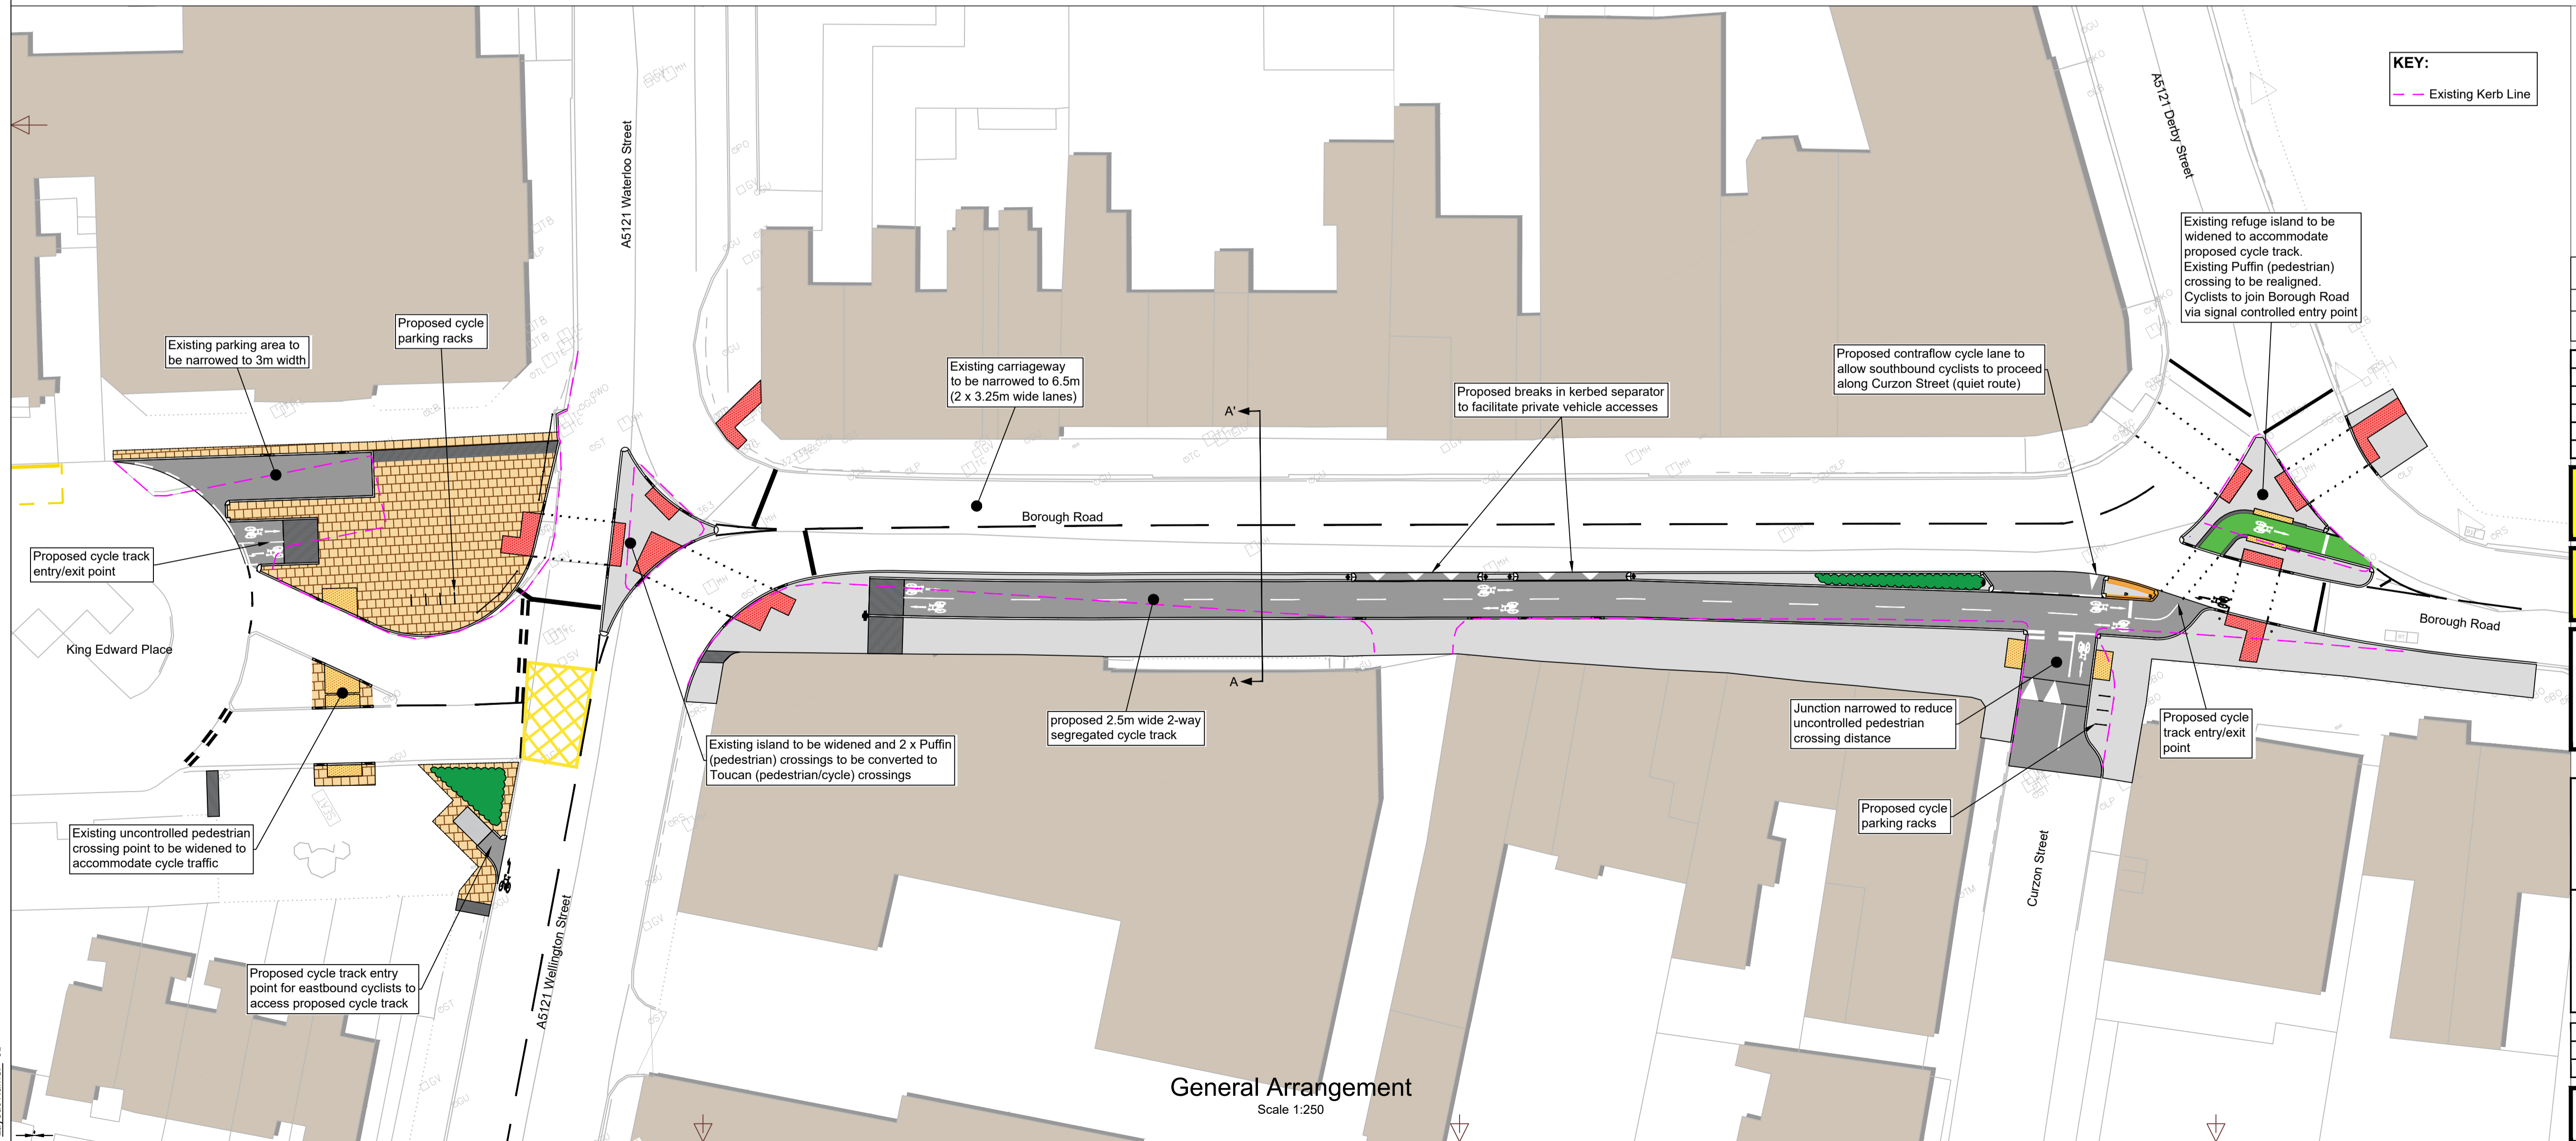 KEY:
Existing Kerb Line
A5121 Waterloo Street
A5121 Derby Street
Existing refuge island to be
widened to accommodate
proposed cycle track.
Existing Puffin (pedestrian)
crossing to be realigned.
Cyclists to join Borough Road
via signal controlled entry point
Proposed cycle
parking racks
Existing parking area to
be narrowed to 3m width
Existing carriageway
to be narrowed to 6.5m
(2 x 3.25m wide lanes)
Proposed contraflow cycle lane to
allow southbound cyclists to proceed
along Curzon Street (quiet route)
Proposed breaks in kerbed separator
to facilitate private vehicle accesses
A'
Borough Road
Proposed cycle track
entry/exit point
King Edward Place
Borough Road
A
proposed 2.5m wide 2-way
segregated cycle track
Junction narrowed to reduce
uncontrolled pedestrian
crossing distance
Proposed cycle
track entry/exit
point
Existing island to be widened and 2 x Puffin
(pedestrian) crossings to be converted to
Toucan (pedestrian/cycle) crossings
Proposed cycle
parking racks
Existing uncontrolled pedestrian
crossing point to be widened to
accommodate cycle traffic
Curzon Street
A5121 Wellington Street
Proposed cycle track entry
point for eastbound cyclists to
access proposed cycle track
General Arrangement
Scale 1:250